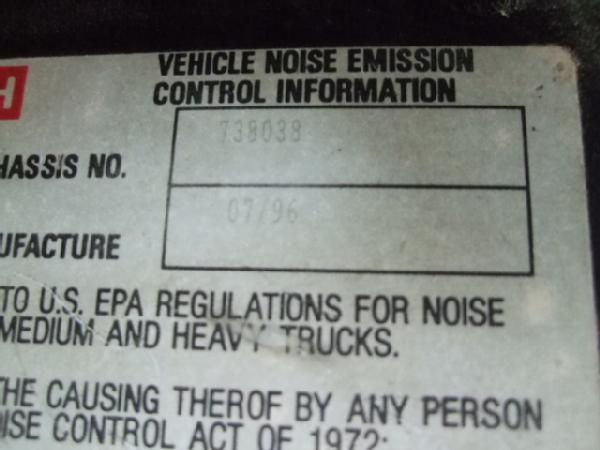 H
VEHICLE NOISE EMISSION
CONTROL INFORMATION
HASSIS NO. 738038
UFACTURE 07/96
TO U.S. EPA REGULATIONS FOR NOISE
MEDIUM AND HEAVY TRUCKS.
THE CAUSING THEROF BY ANY PERSON
OISE CONTROL ACT OF 1972: